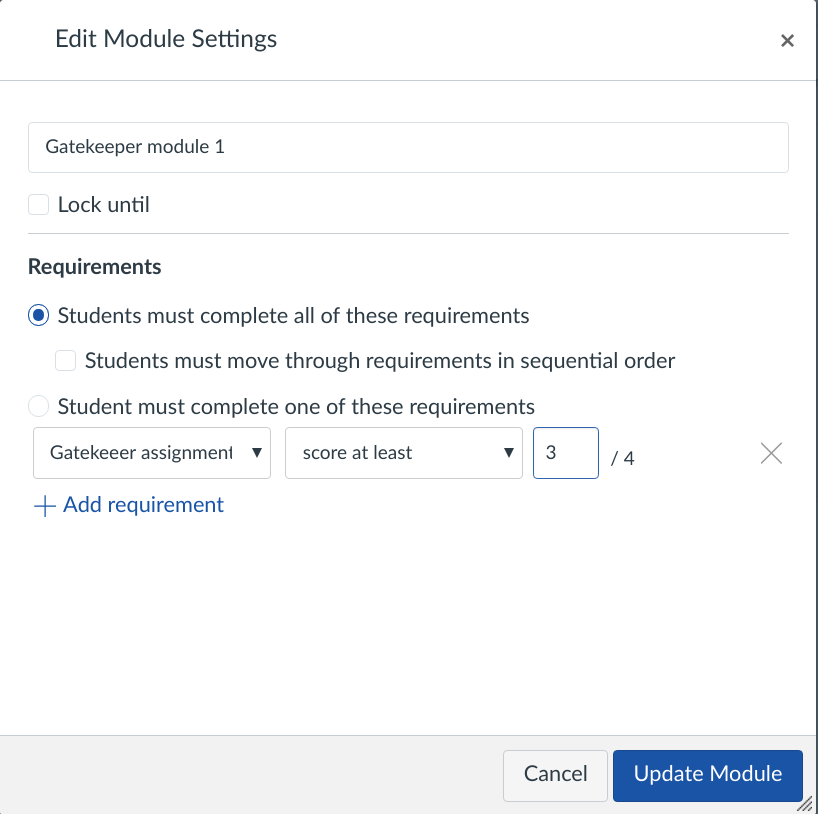 Edit Module Settings ×
Gatekeeper module 1
Lock until
Requirements
Students must complete all of these requirements
Students must move through requirements in sequential order
Student must complete one of these requirements
Gatekeeer assignment ▼ score at least ▼ 3 / 4
Add requirement
Cancel Update Module